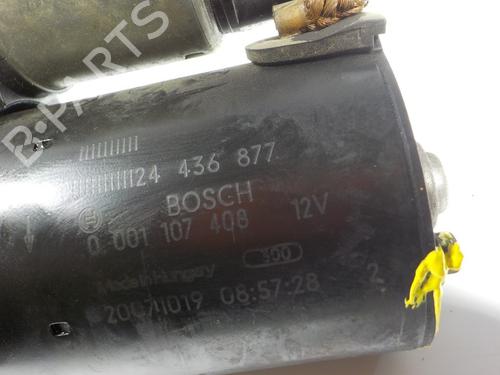 B-PARTS
24 436 877
BOSCH
0 001 107 408 12V
300
Made in Hungary
20071019 08:57:28 2